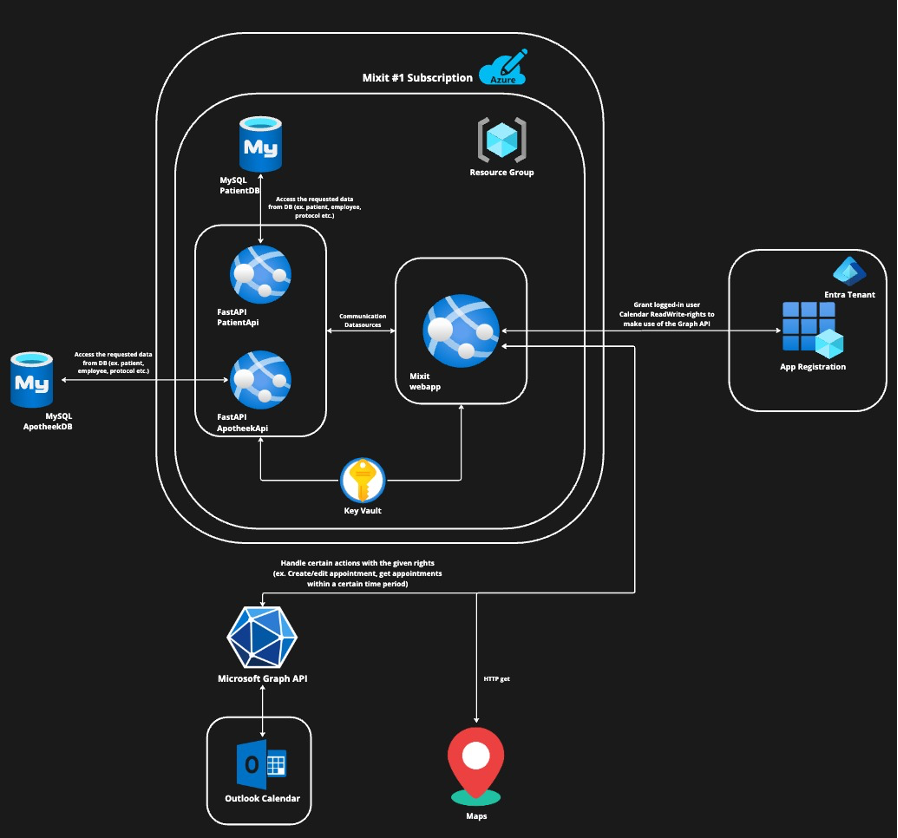 Mixit #1 Subscription
Azure
My
MySQL
PatientDB
Resource Group
Access the requested data
from DB (ex. patient, employee,
protocol etc.)
FastAPI
PatientApi
Communication
Datasources
Mixit
webapp
Grant logged-in user
Calendar ReadWrite-rights to
make use of the Graph API
Entra Tenant
App Registration
Access the requested data
from DB (ex. patient,
employee, protocol etc.)
My
MySQL
ApotheekDB
FastAPI
ApotheekApi
Key Vault
Handle certain actions with the given rights
(ex. Create/edit appointment, get appointments
within a certain time period)
Microsoft Graph API
HTTP get
O
Outlook Calendar
Maps